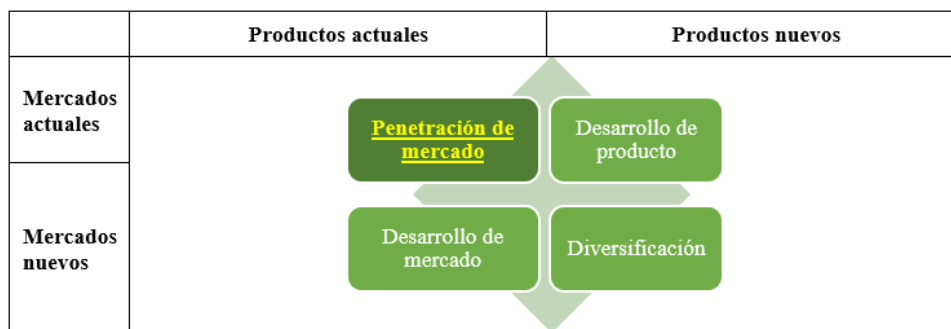 Productos actuales
Productos nuevos
Mercados
actuales
Penetración de
mercado
Desarrollo de
producto
Mercados
nuevos
Desarrollo de
mercado
Diversificación